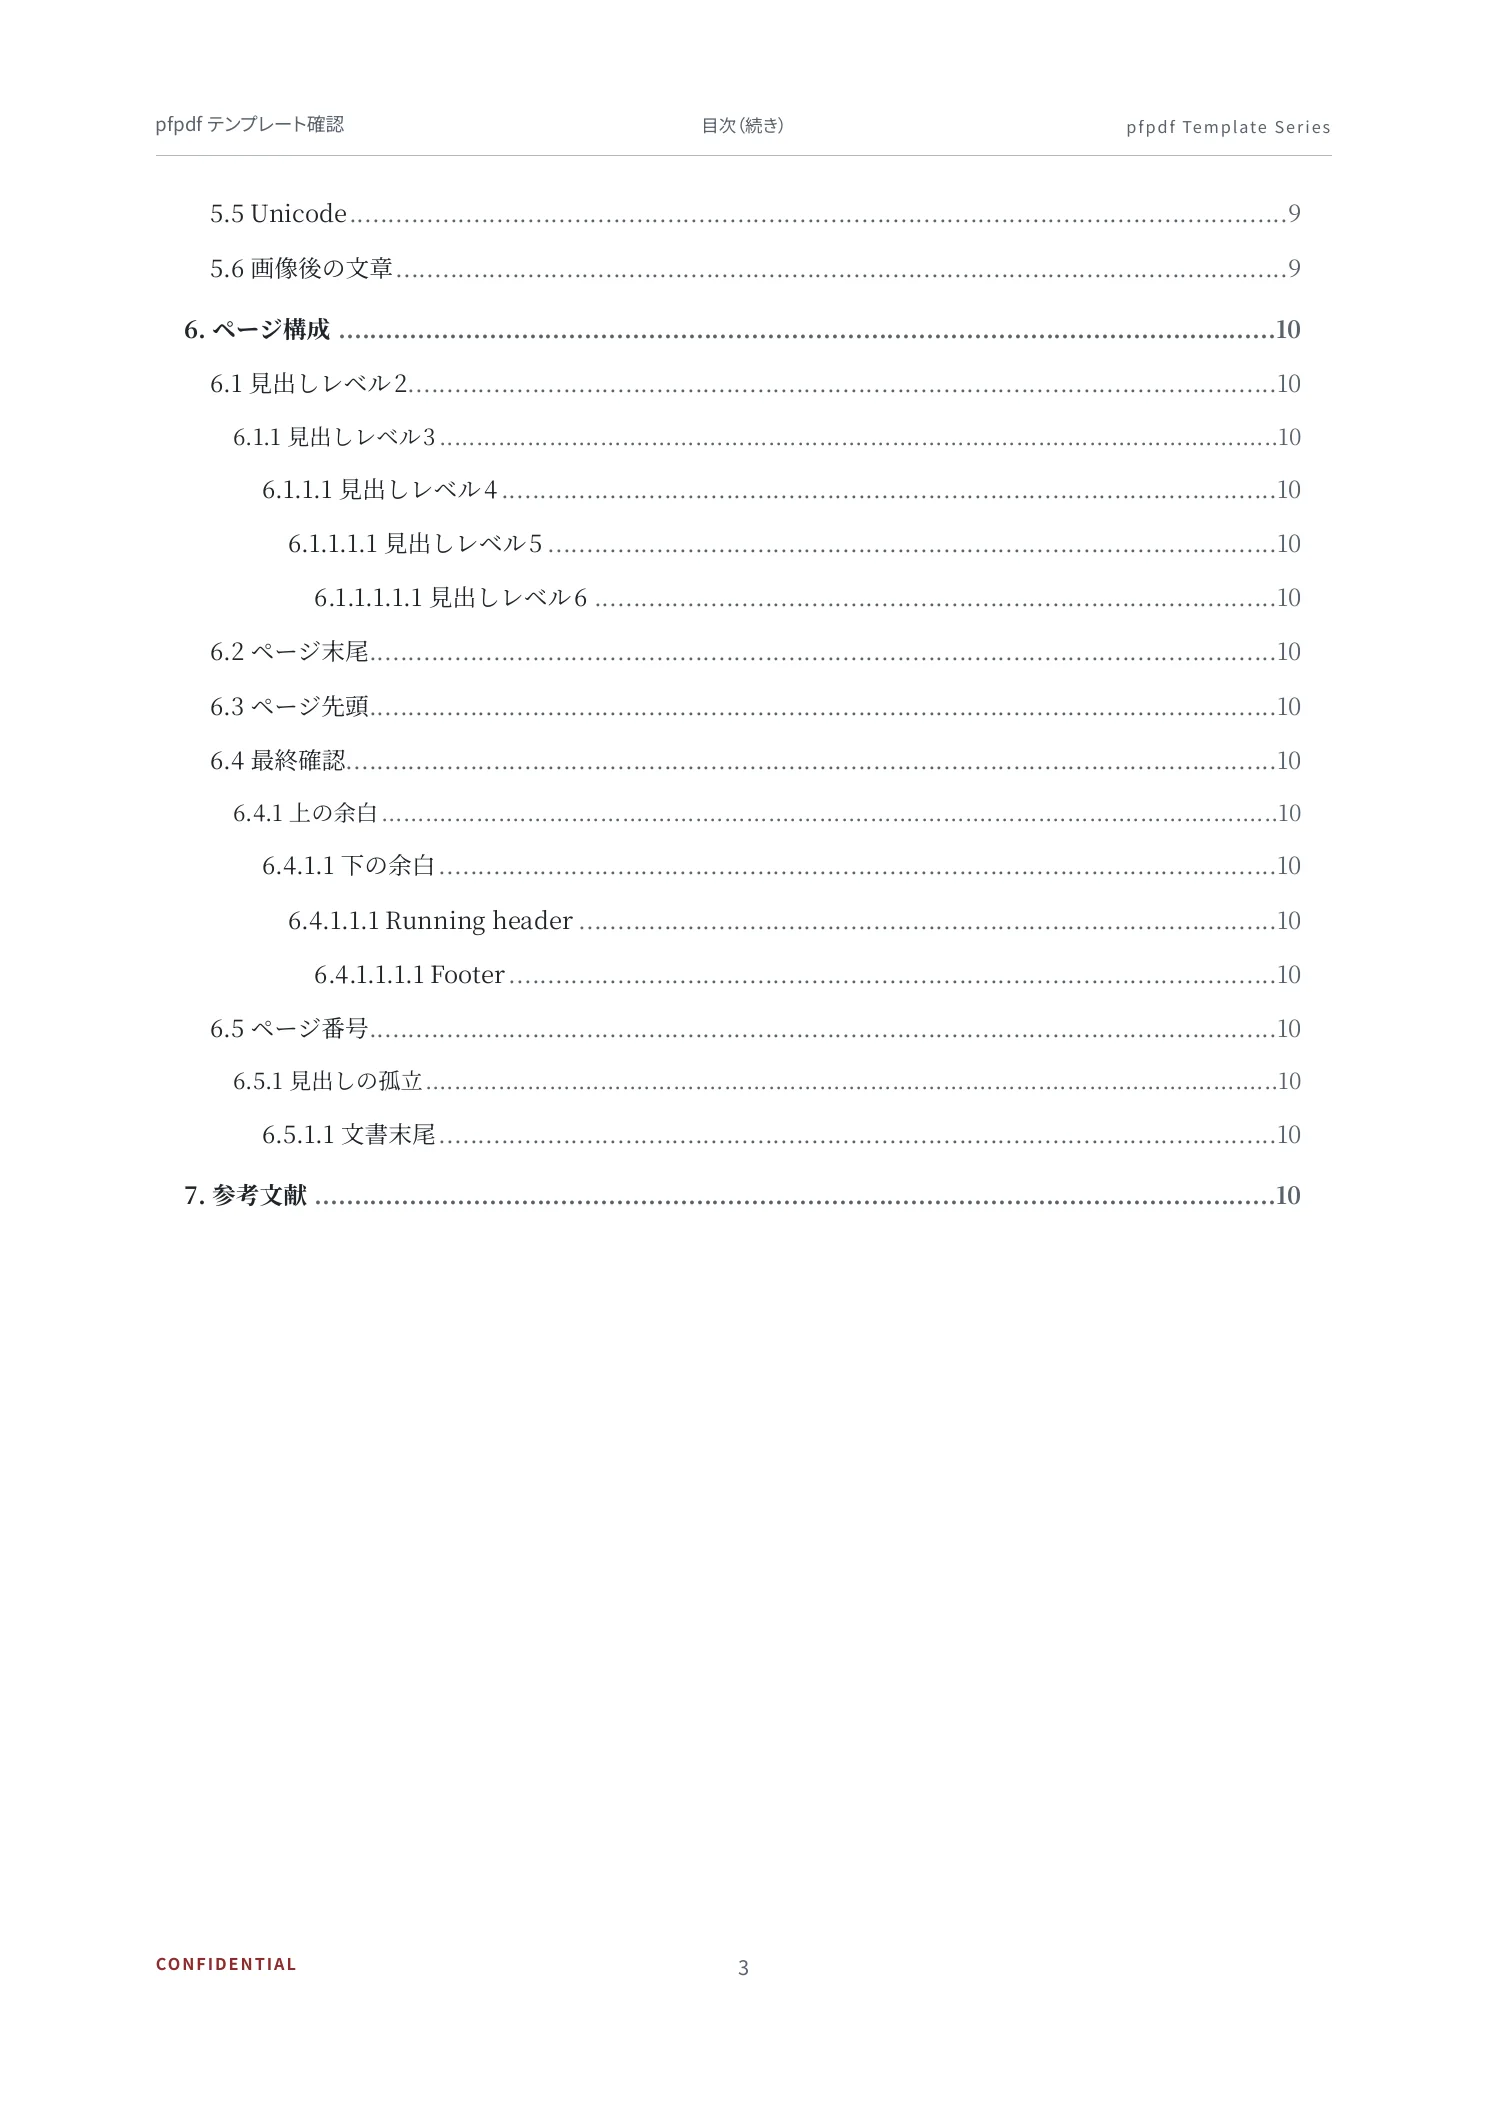 pfpdf テンプレート確認 目次（続き） pfpdf Template Series
5.5 Unicode 9
5.6 画像後の文章 9
6. ページ構成 10
6.1 見出しレベル2 10
6.1.1 見出しレベル3 10
6.1.1.1 見出しレベル4 10
6.1.1.1.1 見出しレベル5 10
6.1.1.1.1.1 見出しレベル6 10
6.2 ページ末尾 10
6.3 ページ先頭 10
6.4 最終確認 10
6.4.1 上の余白 10
6.4.1.1 下の余白 10
6.4.1.1.1 Running header 10
6.4.1.1.1.1 Footer 10
6.5 ページ番号 10
6.5.1 見出しの孤立 10
6.5.1.1 文書末尾 10
7. 参考文献 10
CONFIDENTIAL 3